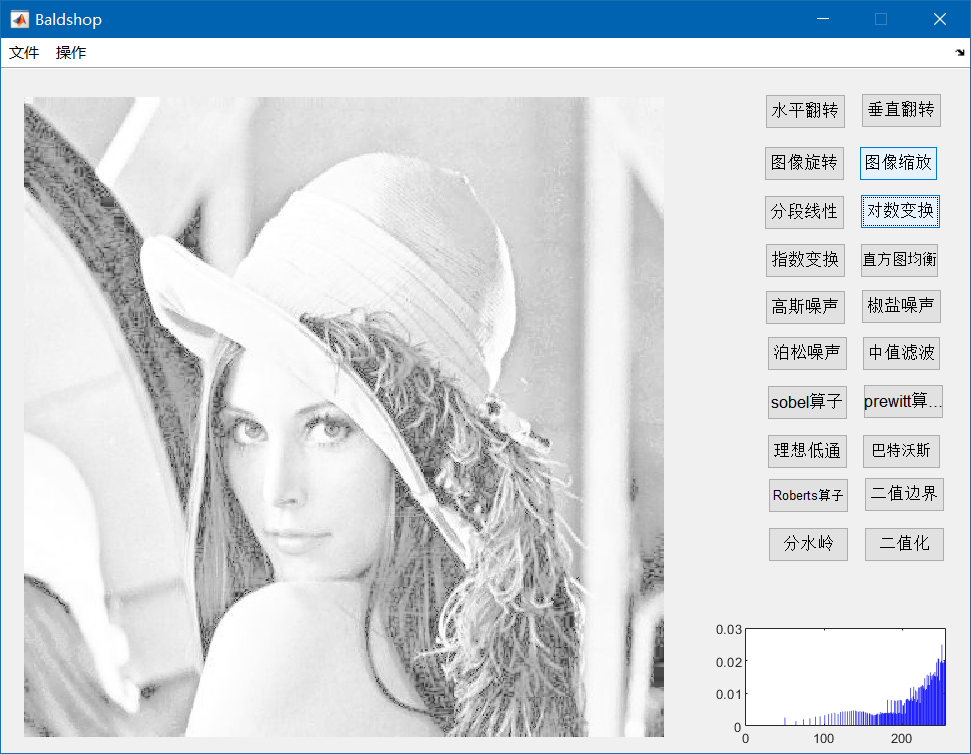 Baldshop
文件 操作
水平翻转 垂直翻转
图像旋转 图像缩放
分段线性 对数变换
指数变换 直方图均衡
高斯噪声 椒盐噪声
泊松噪声 中值滤波
sobel算子 prewitt算...
理想低通 巴特沃斯
Roberts算子 二值边界
分水岭 二值化
0.03
0.02
0.01
0
0 100 200